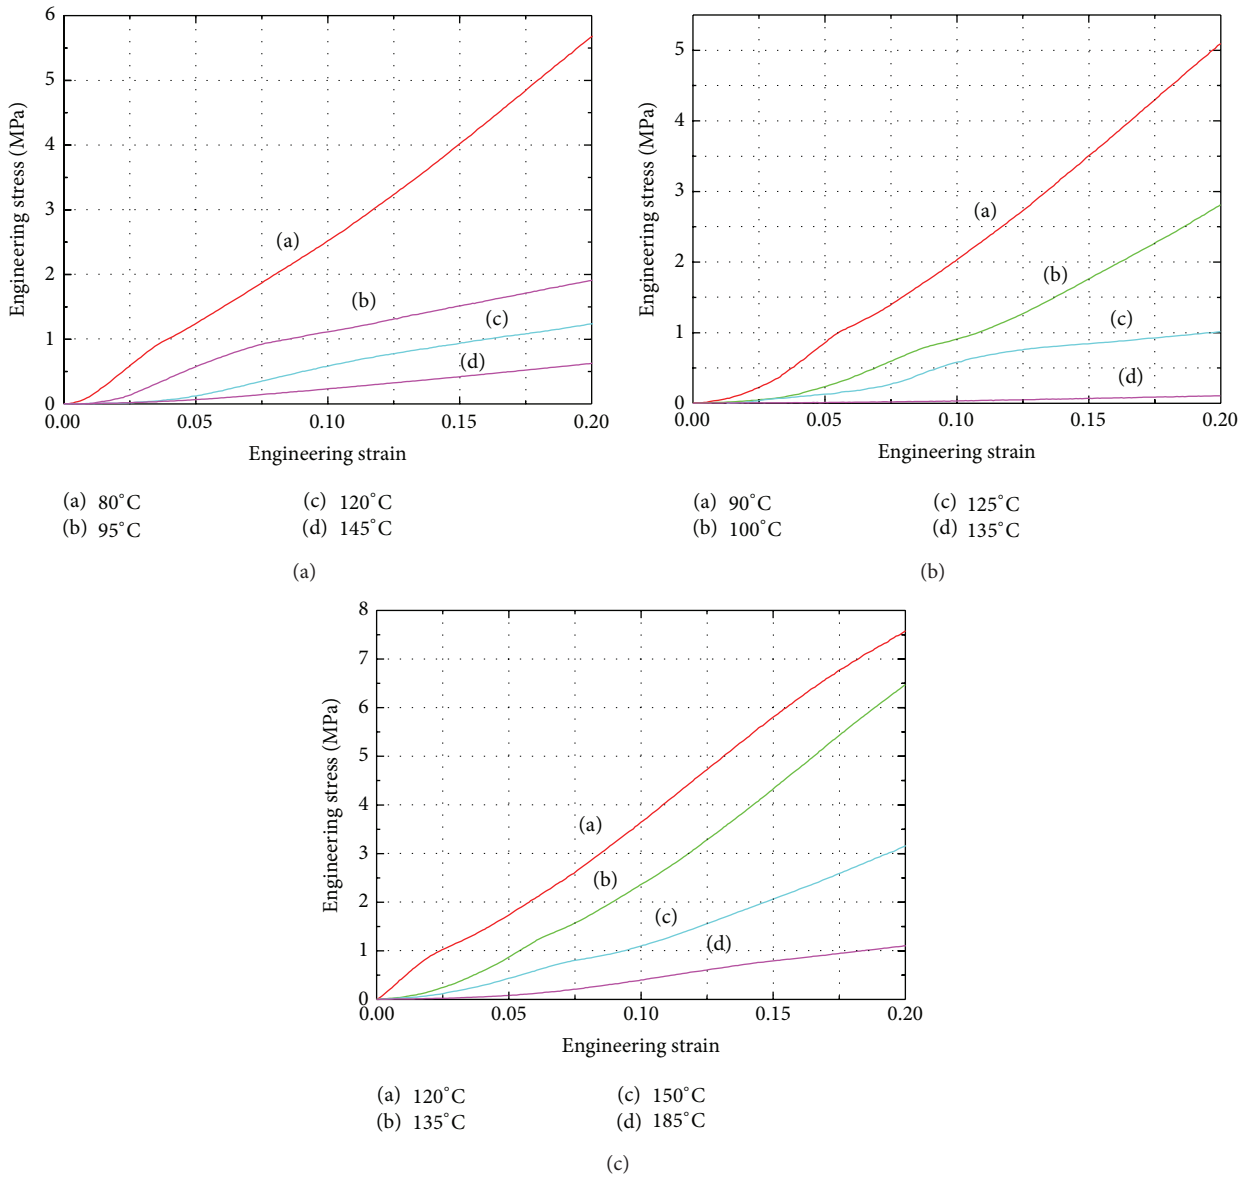 6
5
4
3
2
1
0
Engineering stress (MPa)
(a)
(b)
(c)
(d)
0.00 0.05 0.10 0.15 0.20
Engineering strain
(a) 80°C (c) 120°C
(b) 95°C (d) 145°C
(a)
5
4
3
2
1
0
Engineering stress (MPa)
(a)
(b)
(c)
(d)
0.00 0.05 0.10 0.15 0.20
Engineering strain
(a) 90°C (c) 125°C
(b) 100°C (d) 135°C
(b)
8
7
6
5
4
3
2
1
0
Engineering stress (MPa)
(a)
(b)
(c)
(d)
0.00 0.05 0.10 0.15 0.20
Engineering strain
(a) 120°C (c) 150°C
(b) 135°C (d) 185°C
(c)